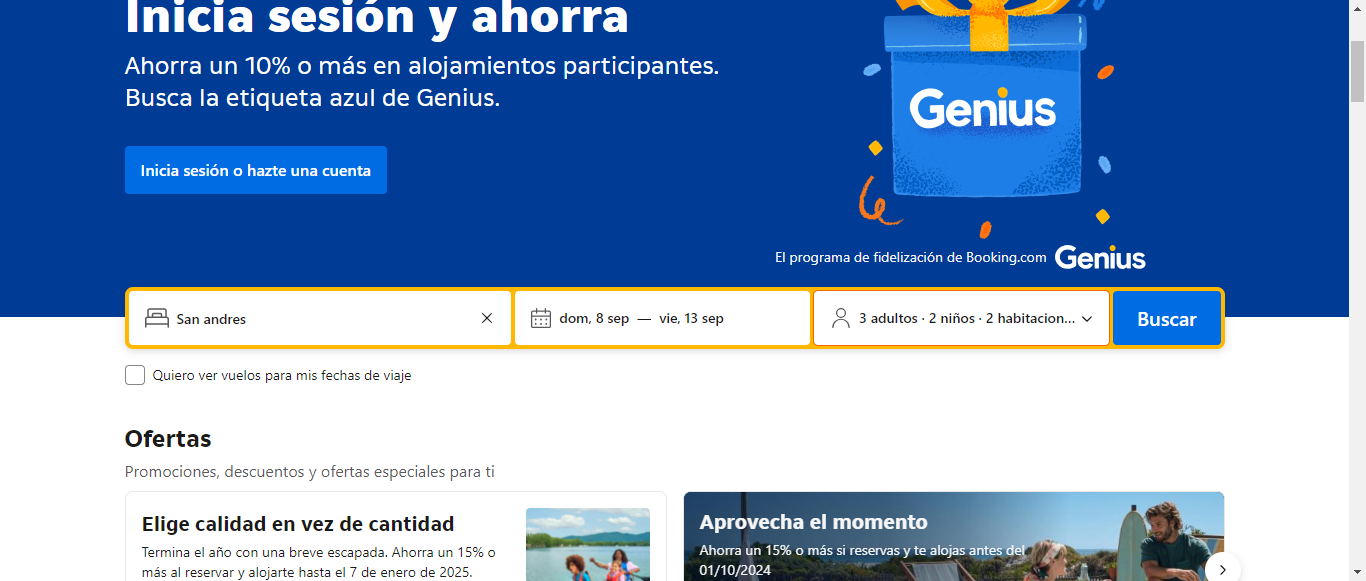 Inicia sesión y ahorra
Ahorra un 10% o más en alojamientos participantes.
Busca la etiqueta azul de Genius.
Inicia sesión o hazte una cuenta
Genius
El programa de fidelización de Booking.com Genius
San andres
dom, 8 sep — vie, 13 sep
3 adultos · 2 niños · 2 habitacion...
Buscar
Quiero ver vuelos para mis fechas de viaje
Ofertas
Promociones, descuentos y ofertas especiales para ti
Elige calidad en vez de cantidad
Termina el año con una breve escapada. Ahorra un 15% o
más al reservar y alojarte hasta el 7 de enero de 2025.
Aprovecha el momento
Ahorra un 15% o más si reservas y te alojas antes del
01/10/2024